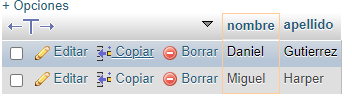 + Opciones
nombre apellido
Editar Copiar Borrar Daniel Gutierrez
Editar Copiar Borrar Miguel Harper